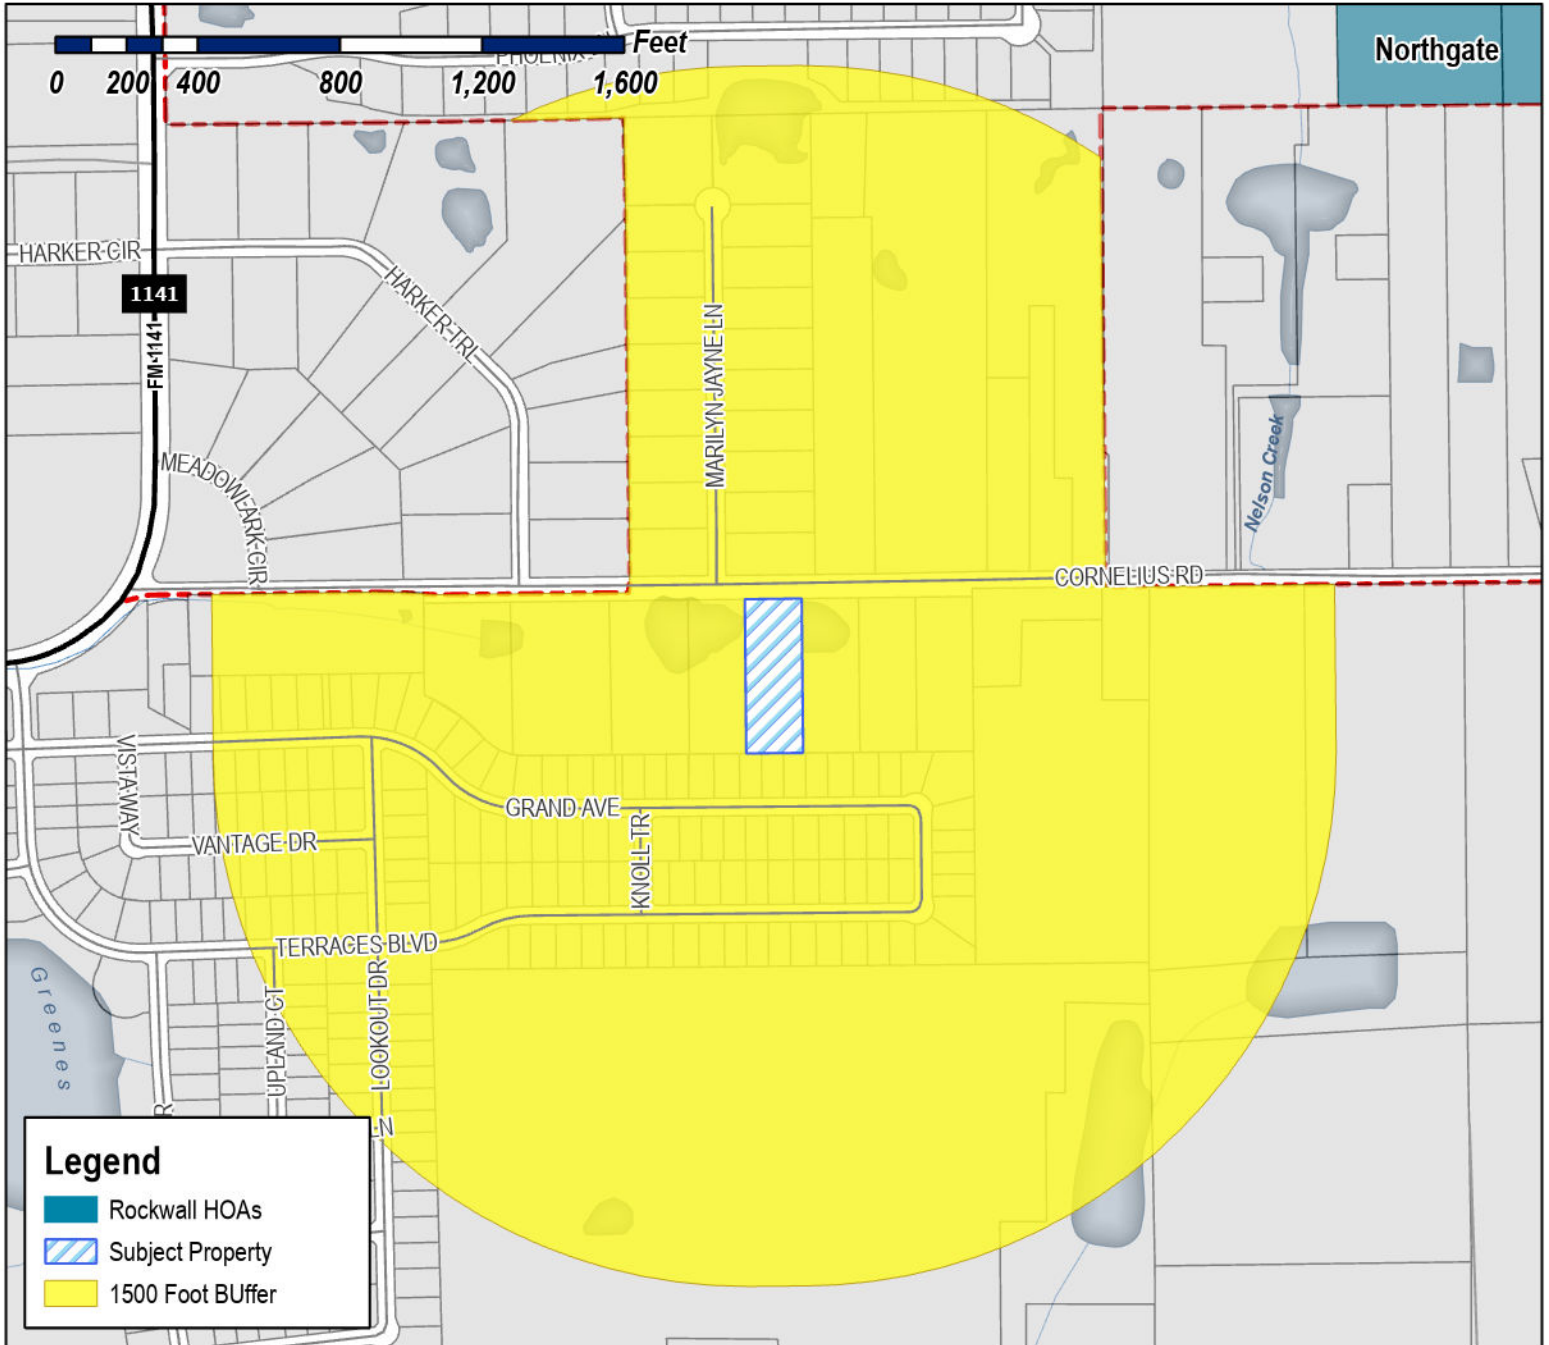 Northgate
Feet
0 200 400 800 1,200 1,600
HARKER CIR
1141
FM-1141
HARKER TRL
MARILYN JAYNE LN
MEADOWLARK CIR
Nelson Creek
CORNELIUS RD
VISTA WAY
GRAND AVE
VANTAGE DR
KNOLL TR
TERRACES BLVD
UPLAND CT
LOOKOUT DR
Greenes
LN
Legend
Rockwall HOAs
Subject Property
1500 Foot BUffer